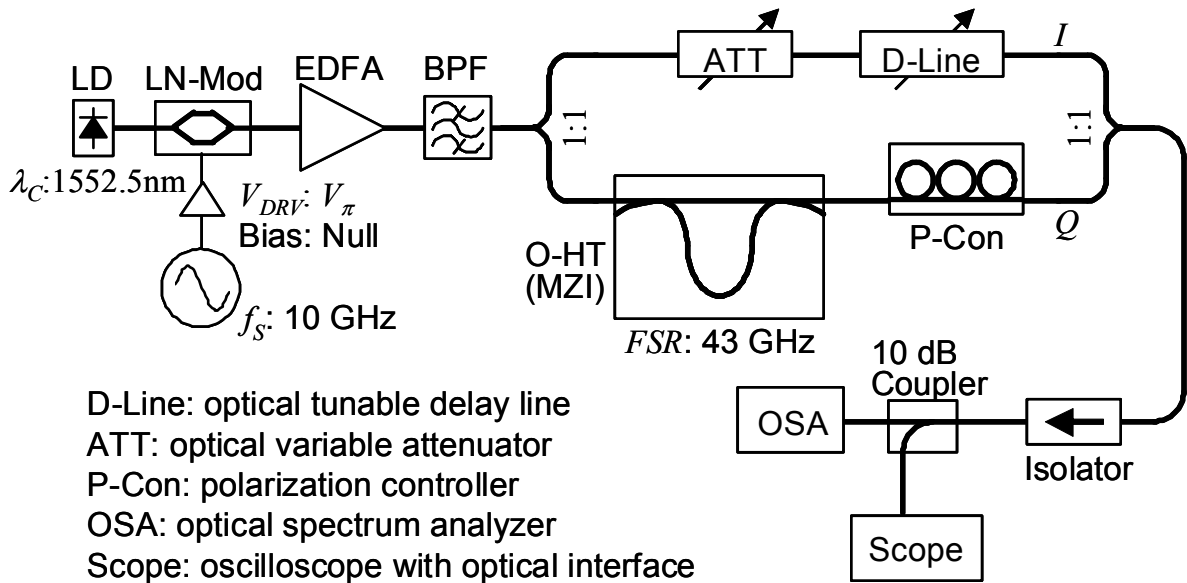 LD
LN-Mod
EDFA
BPF
1:1
ATT
D-Line
I
1:1
λC:1552.5nm
VDRV: Vπ
Bias: Null
fS: 10 GHz
O-HT
(MZI)
FSR: 43 GHz
P-Con
Q
10 dB
Coupler
OSA
Isolator
Scope
D-Line: optical tunable delay line
ATT: optical variable attenuator
P-Con: polarization controller
OSA: optical spectrum analyzer
Scope: oscilloscope with optical interface